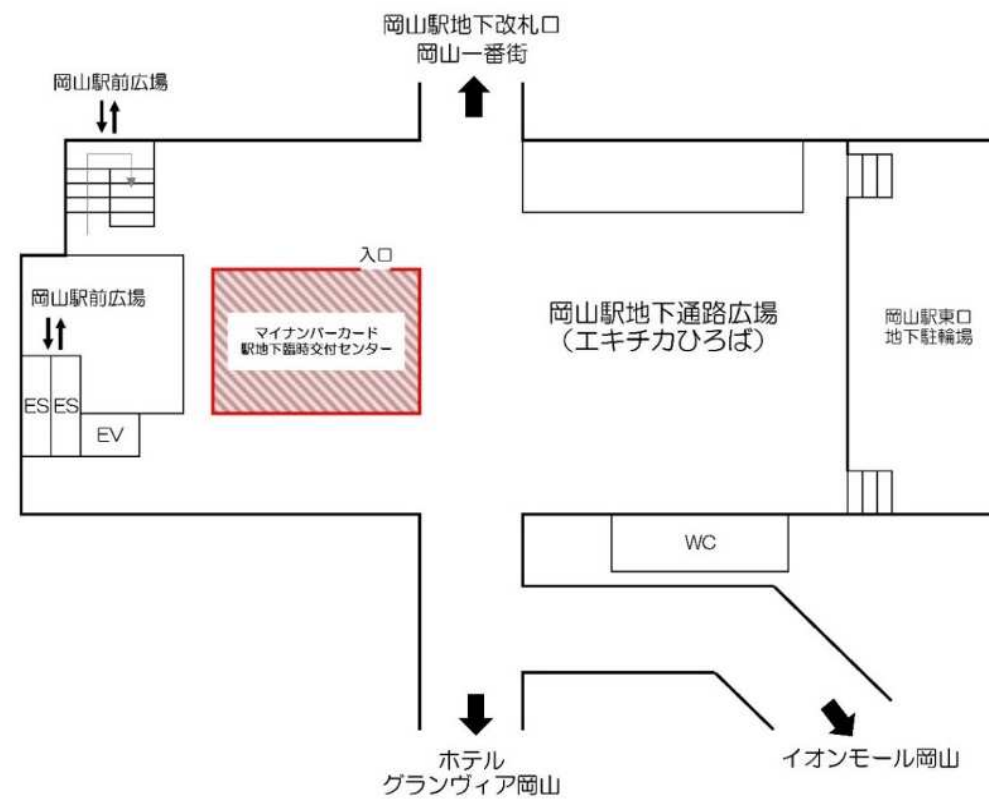 岡山駅地下改札口
岡山一番街
岡山駅前広場
入口
岡山駅前広場
マイナンバーカード
駅地下臨時交付センター
岡山駅地下通路広場
(エキチカひろば)
岡山駅東口
地下駐輪場
ES
ES
EV
WC
ホテル
グランヴィア岡山
イオンモール岡山